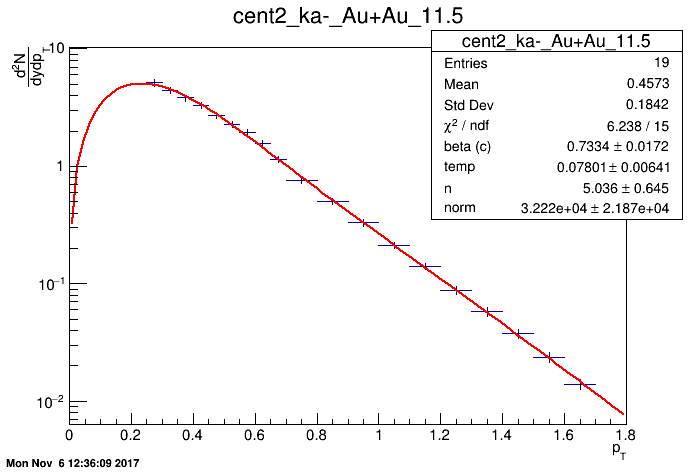 cent2_ka-_Au+Au_11.5
d²N
dydp_T
cent2_ka-_Au+Au_11.5
Entries 19
Mean 0.4573
Std Dev 0.1842
χ² / ndf 6.238 / 15
beta (c) 0.7334 ± 0.0172
temp 0.07801 ± 0.00641
n 5.036 ± 0.645
norm 3.222e+04 ± 2.187e+04
10
1
10⁻¹
10⁻²
0 0.2 0.4 0.6 0.8 1 1.2 1.4 1.6 1.8
p_T
Mon Nov 6 12:36:09 2017